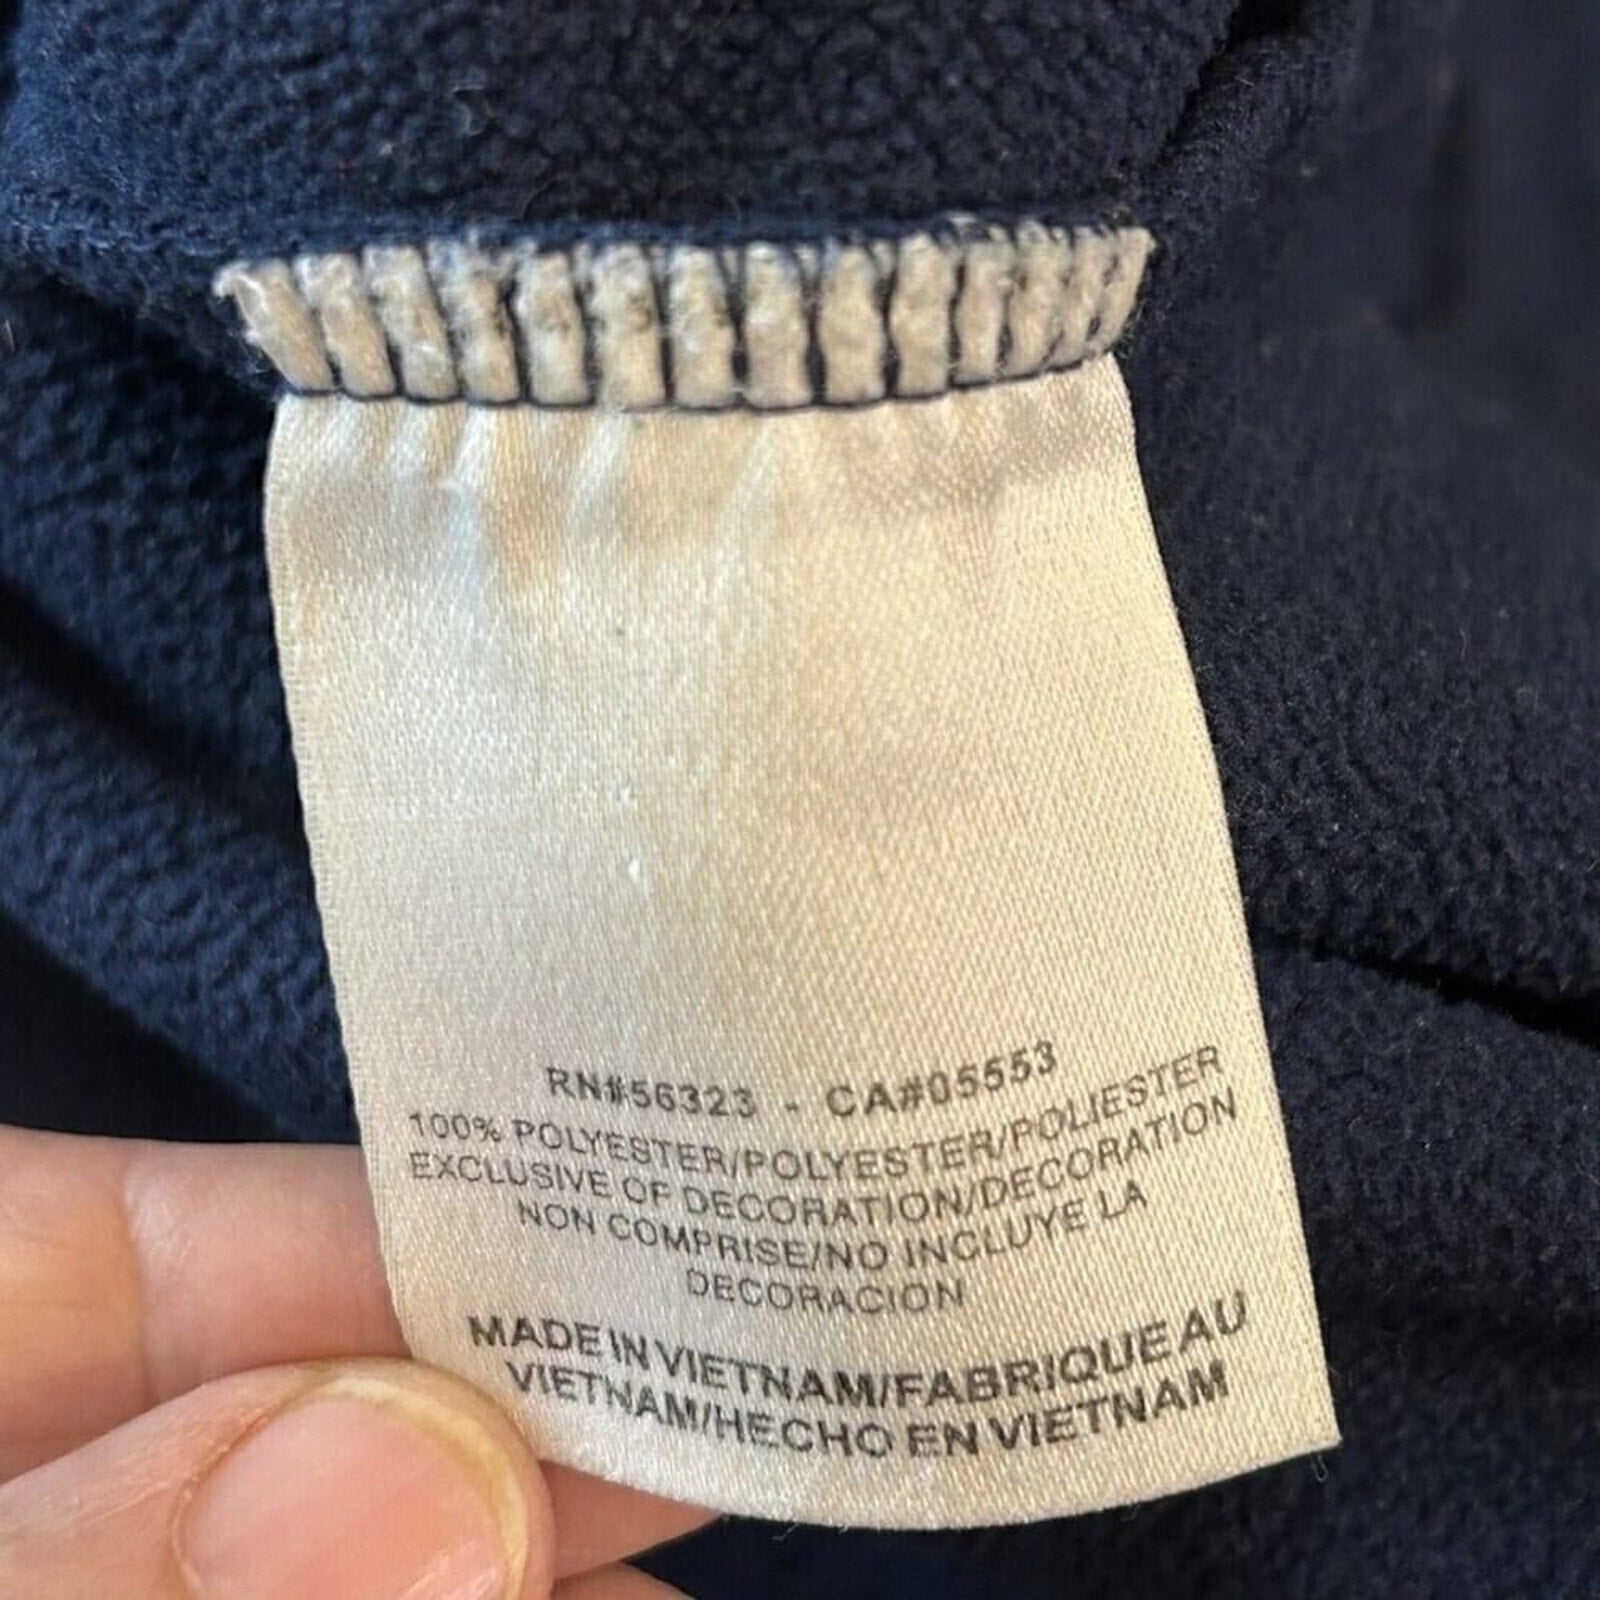 RN#56323 - CA#05553
100% POLYESTER/POLYESTER/POLIESTER
EXCLUSIVE OF DECORATION/DECORATION
NON COMPRISE/NO INCLUYE LA
DECORACION
MADE IN VIETNAM/FABRIQUE AU
VIETNAM/HECHO EN VIETNAM